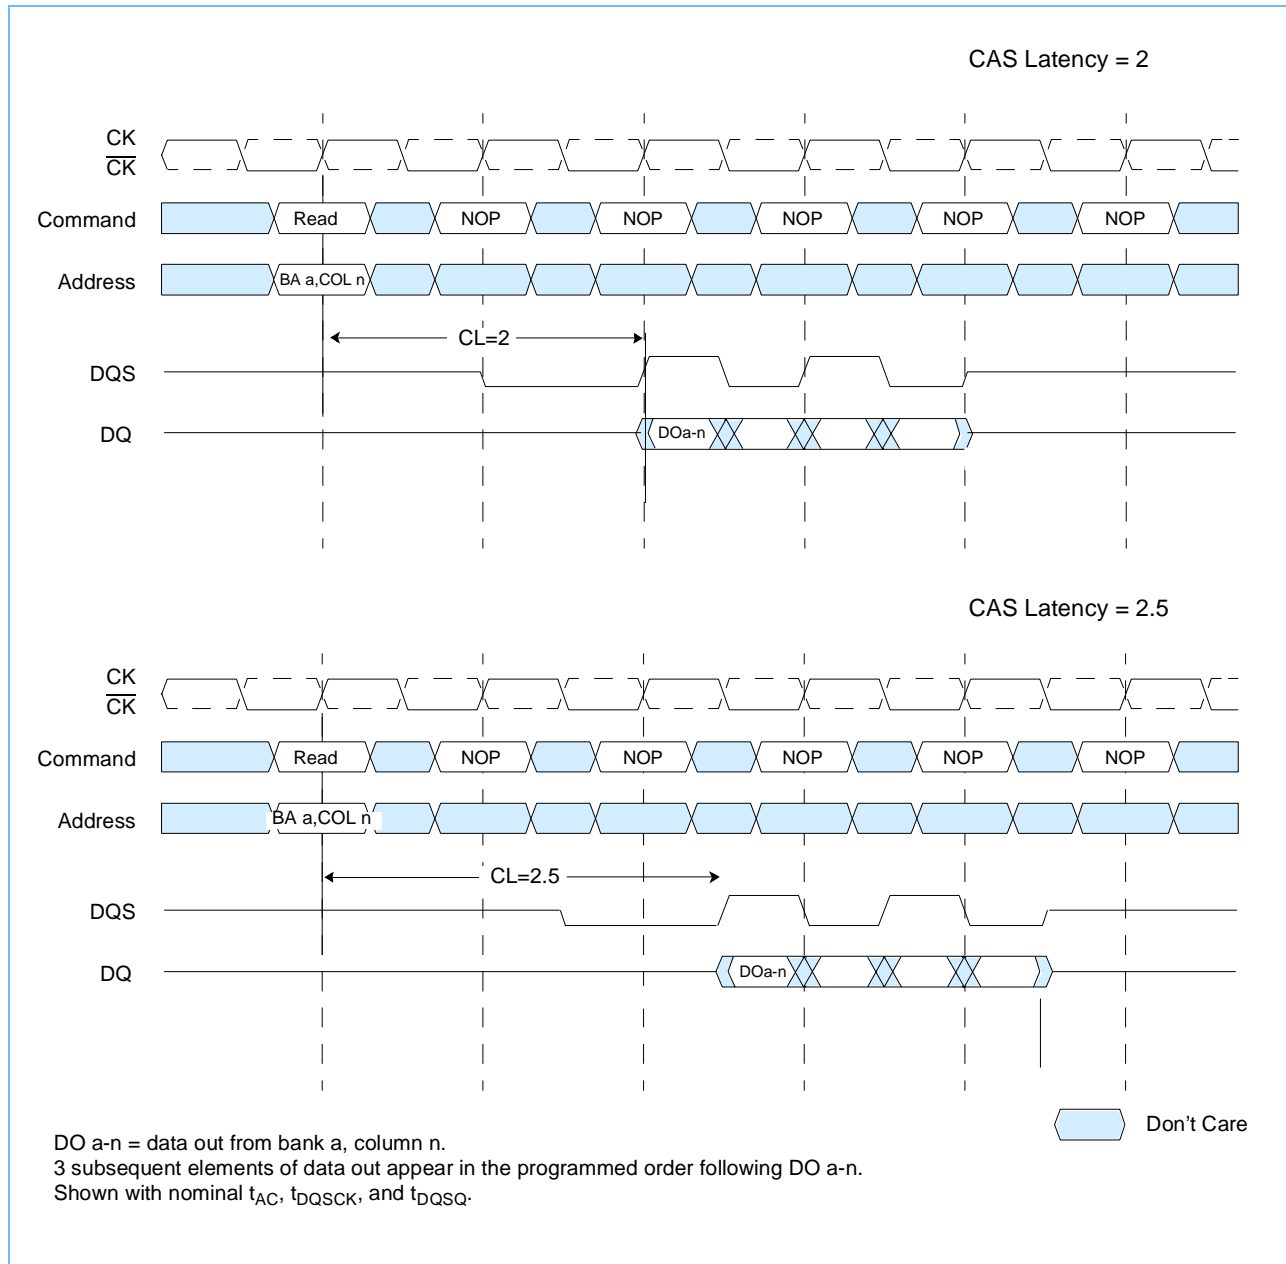 CAS Latency = 2
CK
CK
Command
Read
NOP
NOP
NOP
NOP
NOP
Address
BA a,COL n
CL=2
DQS
DQ
DOa-n
CAS Latency = 2.5
CK
CK
Command
Read
NOP
NOP
NOP
NOP
NOP
Address
BA a,COL n
CL=2.5
DQS
DQ
DOa-n
Don't Care
DO a-n = data out from bank a, column n.
3 subsequent elements of data out appear in the programmed order following DO a-n.
Shown with nominal tAC, tDQSCK, and tDQSQ.